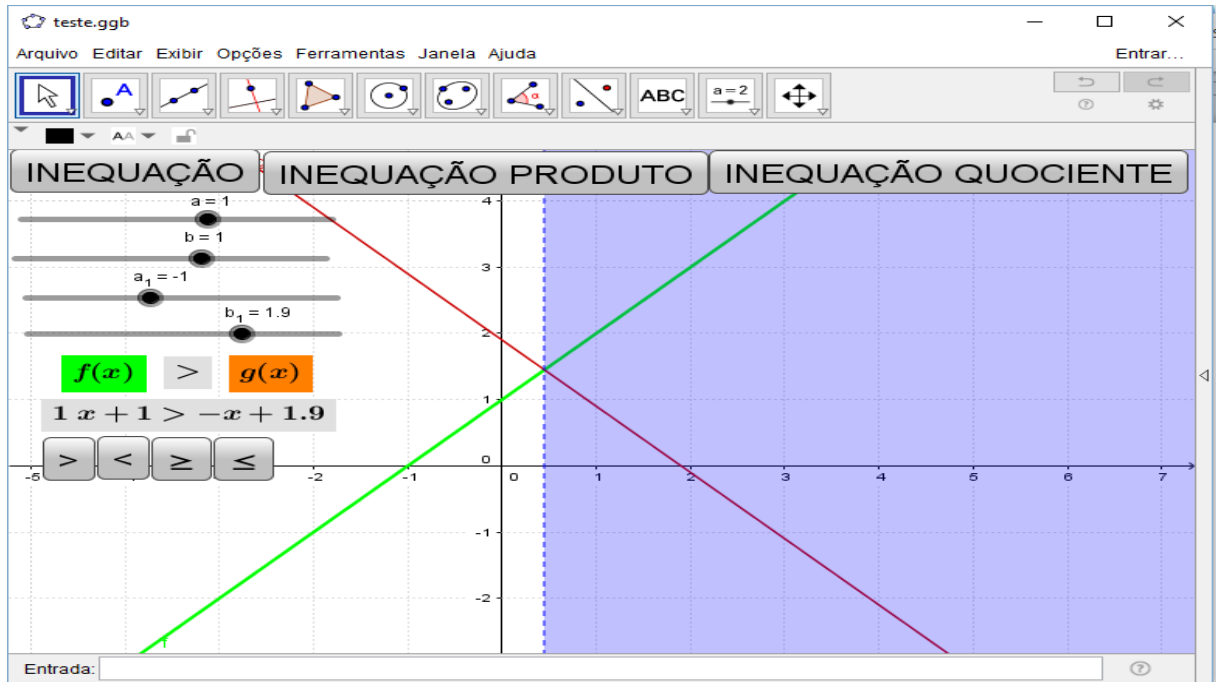 teste.ggb
Arquivo Editar Exibir Opções Ferramentas Janela Ajuda Entrar...
A α ABC a=2
AA
INEQUAÇÃO INEQUAÇÃO PRODUTO INEQUAÇÃO QUOCIENTE
a = 1
b = 1
a₁ = -1
b₁ = 1.9
f(x) > g(x)
1 x + 1 > −x + 1.9
> < ≥ ≤
4
3
2
1
0
-1
-2
-5 -2 -1 0 1 2 3 4 5 6 7
f
Entrada: